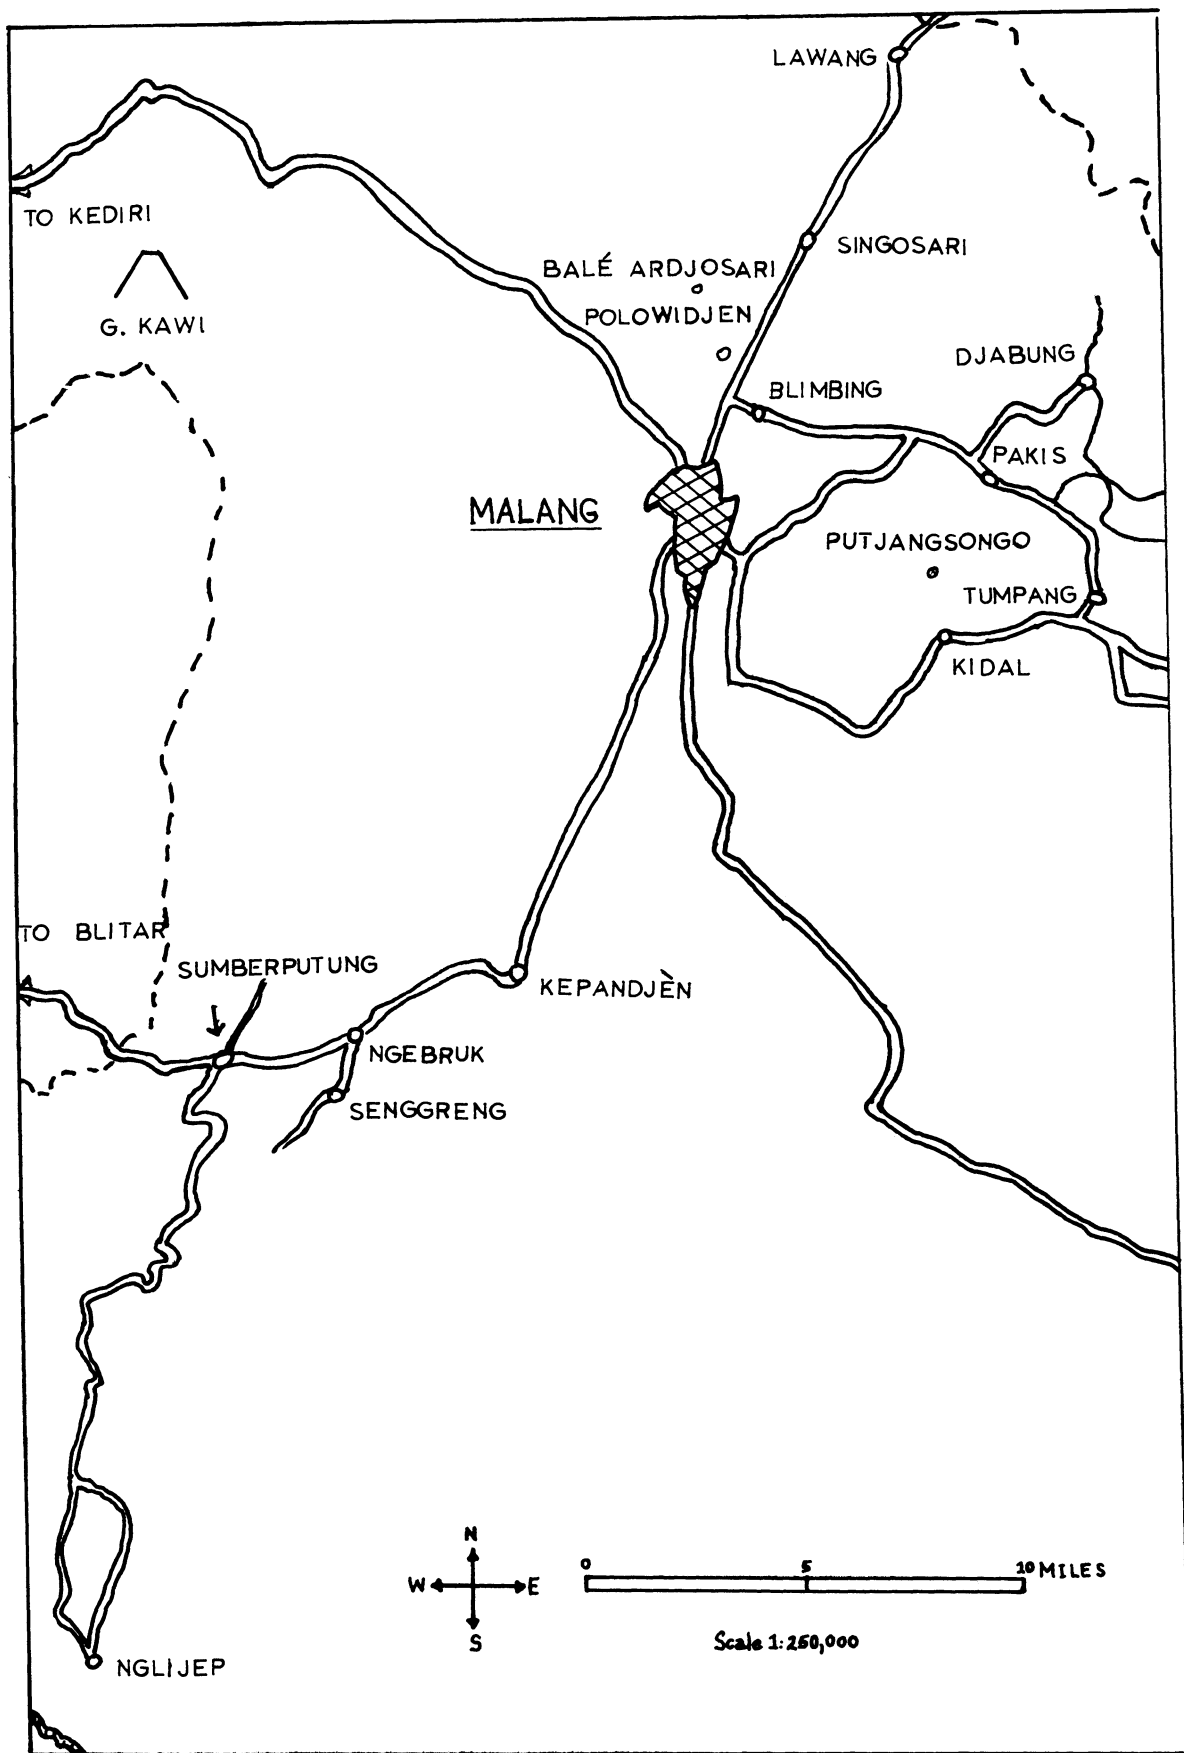 LAWANG
TO KEDIRI
SINGOSARI
BALÉ ARDJOSARI
G. KAWI
POLOWIDJEN
DJABUNG
BLIMBING
PAKIS
MALANG
PUTJANGSONGO
TUMPANG
KIDAL
TO BLITAR
SUMBERPUTUNG
KEPANDJÈN
NGEBRUK
SENGGRENG
N
W E
S
0 5 10 MILES
Scale 1:250,000
NGLIJEP